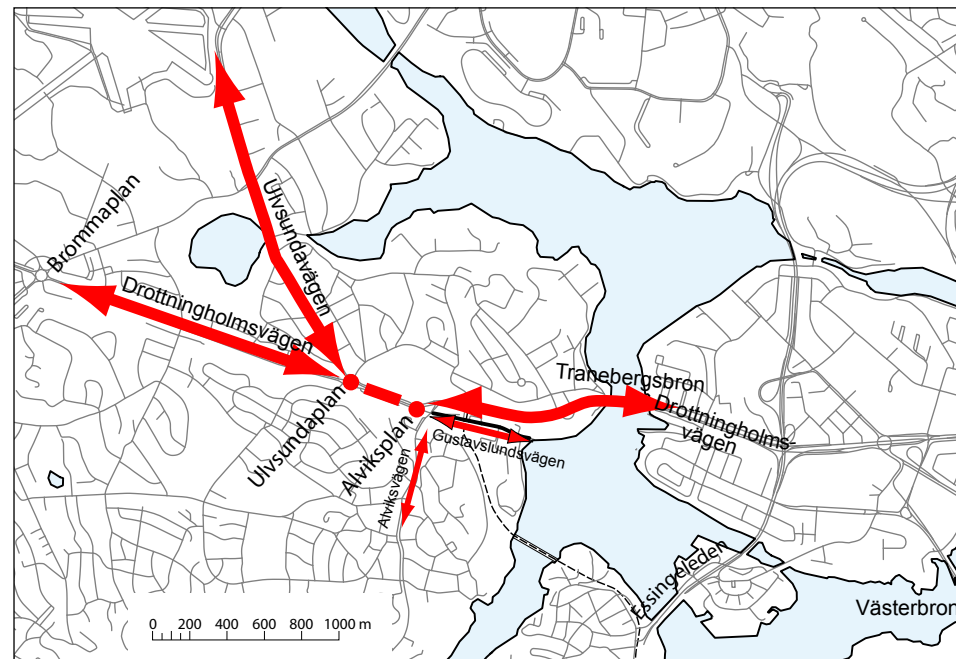 Brommaplan
Ulvsundavägen
Drottningholmsvägen
Ulvsundaplan
Alviksplan
Tranebergsbron
Drottningholms-
vägen
Gustavslundsvägen
Alviksvägen
Essingeleden
Västerbron
0 200 400 600 800 1000 m